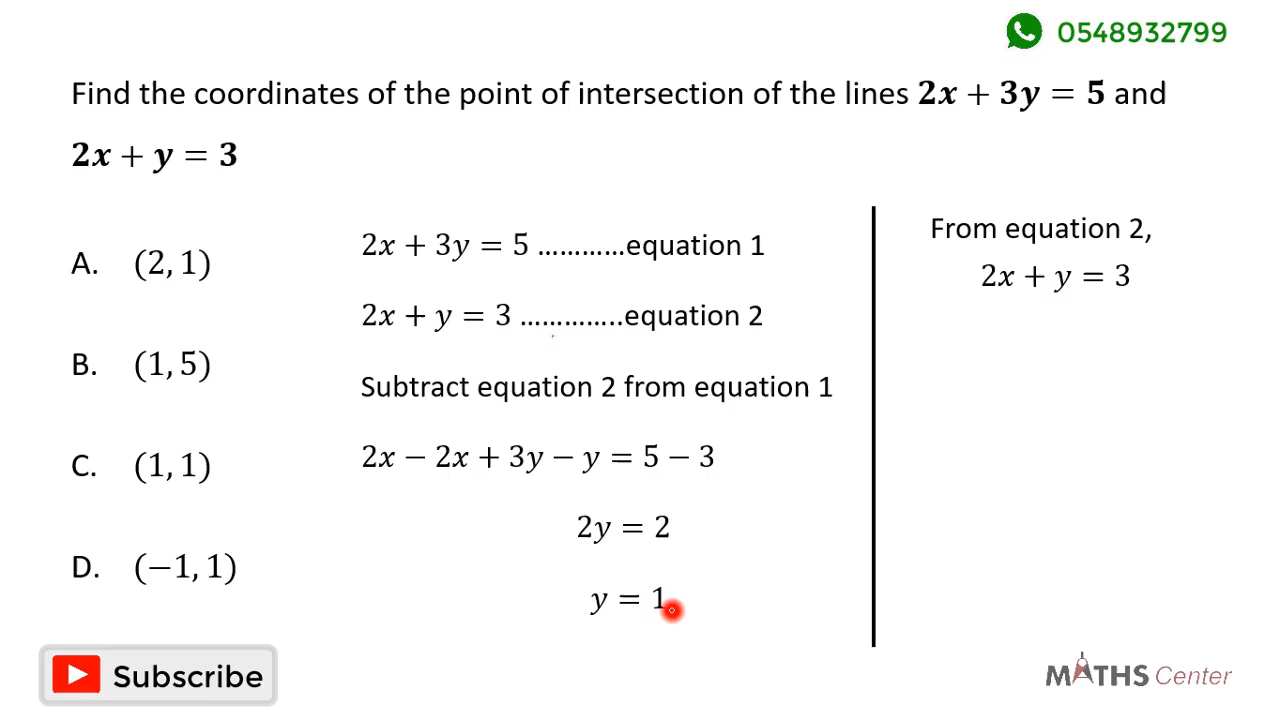 0548932799
Find the coordinates of the point of intersection of the lines 2x + 3y = 5 and
2x + y = 3
A. (2, 1)
B. (1, 5)
C. (1, 1)
D. (−1, 1)
2x + 3y = 5 …………equation 1
2x + y = 3 …………..equation 2
Subtract equation 2 from equation 1
2x − 2x + 3y − y = 5 − 3
2y = 2
y = 1
From equation 2,
2x + y = 3
Subscribe
MATHS Center